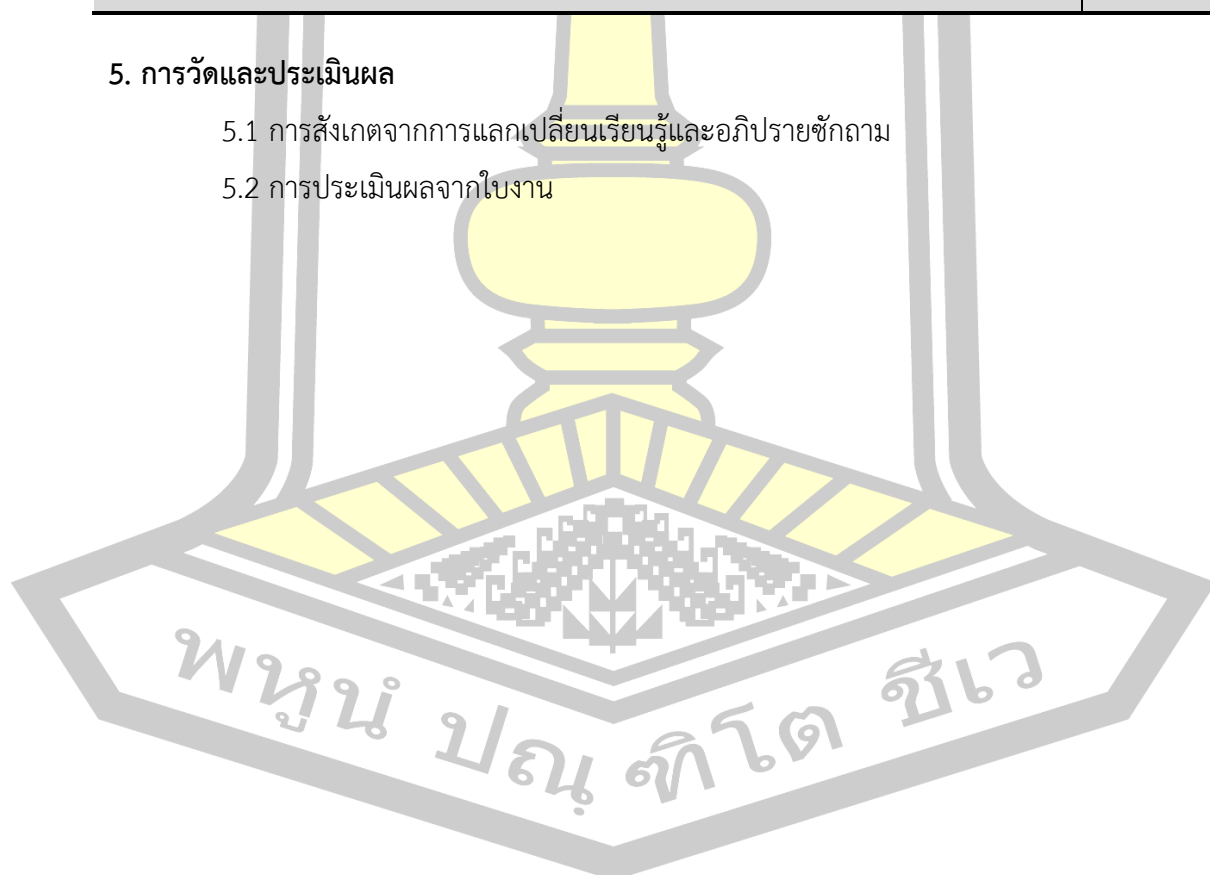 5. การวัดและประเมินผล
5.1 การสังเกตจากการแลกเปลี่ยนเรียนรู้และอภิปรายซักถาม
5.2 การประเมินผลจากใบงาน
พหูนํ ปณฺฑิโต ชีเว